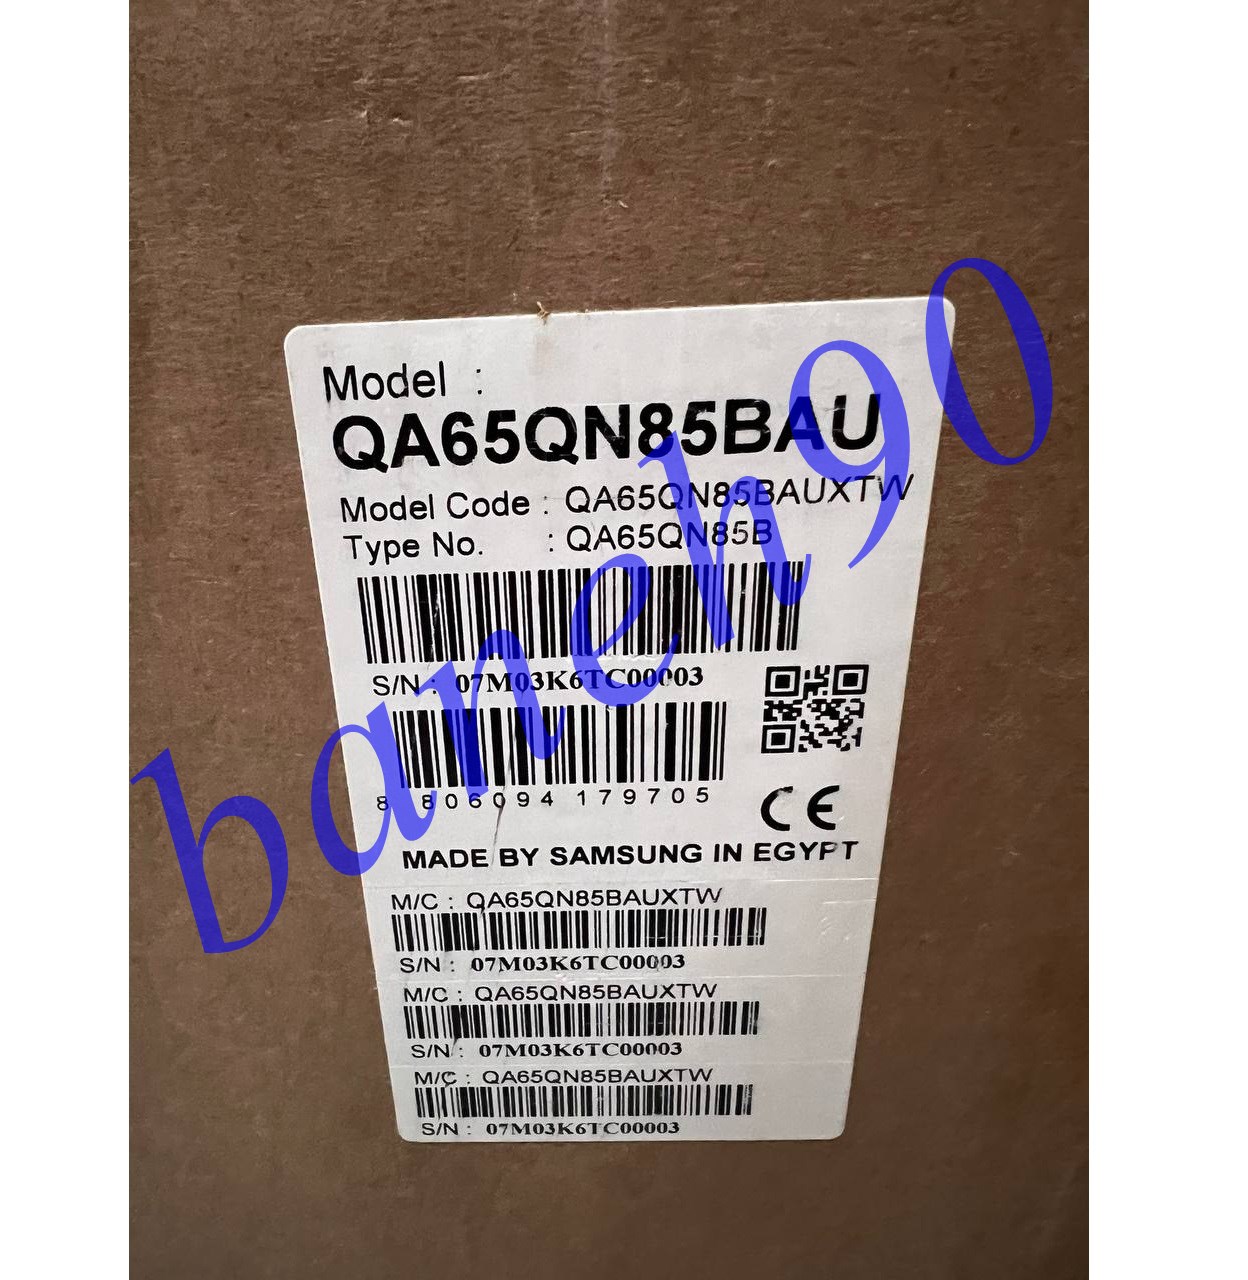 Model :
QA65QN85BAU
Model Code : QA65QN85BAUXTW
Type No. : QA65QN85B
S/N : 07M03K6TC00003
8 806094 179705
CE
MADE BY SAMSUNG IN EGYPT
M/C : QA65QN85BAUXTW
S/N : 07M03K6TC00003
M/C : QA65QN85BAUXTW
S/N : 07M03K6TC00003
M/C : QA65QN85BAUXTW
S/N : 07M03K6TC00003
baneh90